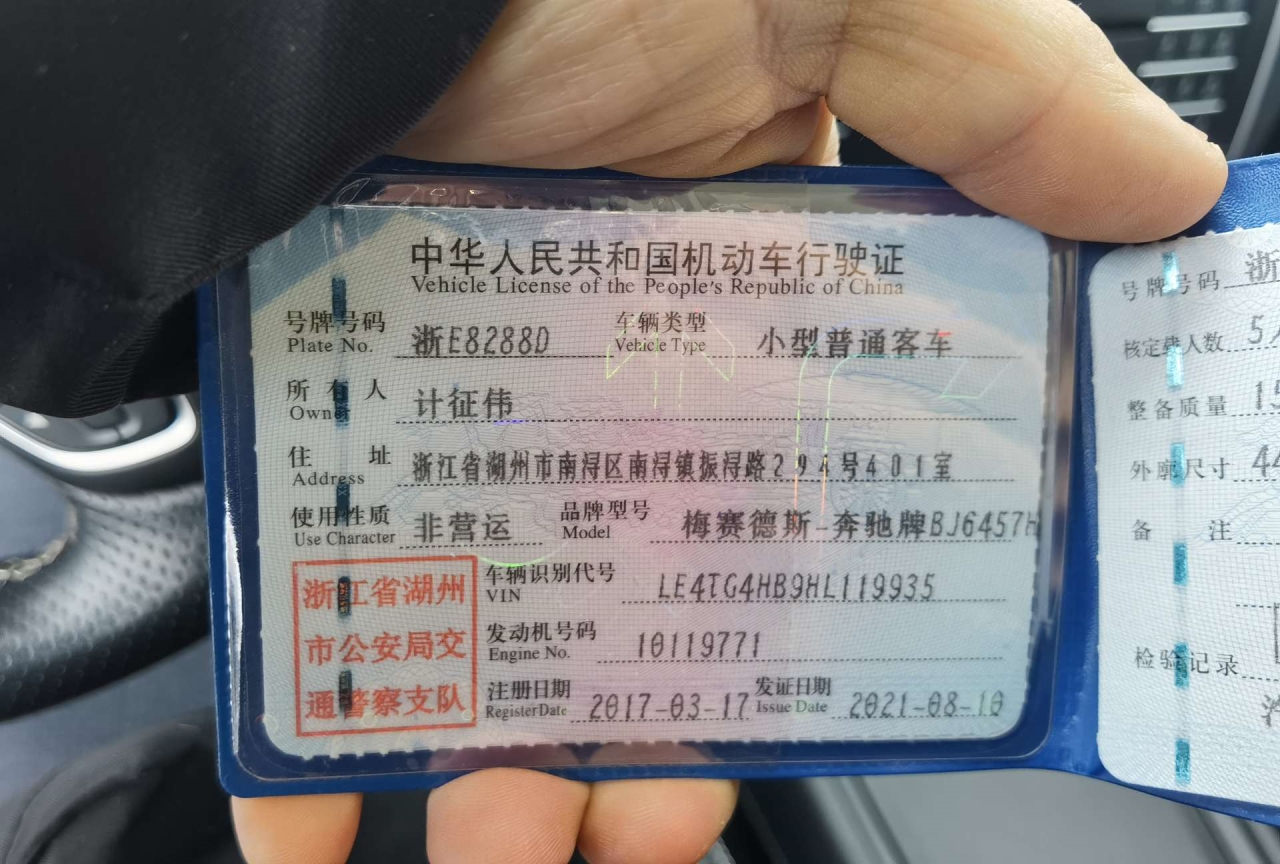 中华人民共和国机动车行驶证
Vehicle License of the People's Republic of China
号牌号码 浙E8288D 车辆类型 小型普通客车
Plate No. Vehicle Type
所有人 计征伟
Owner
住址 浙江省湖州市南浔区南浔镇振浔路294号401室
Address
使用性质 非营运 品牌型号 梅赛德斯-奔驰牌BJ6457H
Use Character Model
浙江省湖州
市公安局交
通警察支队
车辆识别代号 LE4TG4HB9HL119935
VIN
发动机号码 10119771
Engine No.
注册日期 2017-03-17 发证日期 2021-08-10
Register Date Issue Date
号牌号码 浙
核定载人数 5
整备质量 1
外廓尺寸 44
备注
检验记录